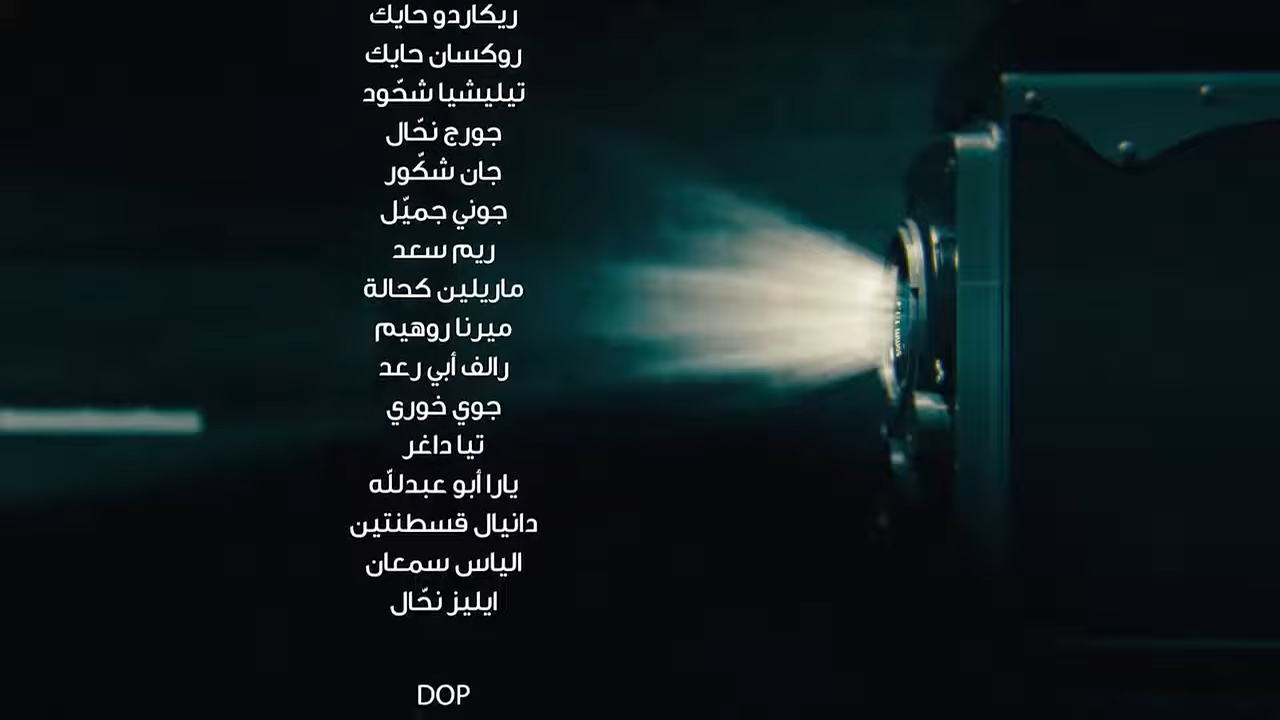 ريكاردو حايك
روكسان حايك
تيليشيا شحّود
جورج نحّال
جان شكّور
جوني جميّل
ريم سعد
ماريلين كحالة
ميرنا روهيم
رالف أبي رعد
جوي خوري
تيا داغر
يارا أبو عبدللّه
دانيال قسطنتين
الياس سمعان
ايليز نحّال
DOP